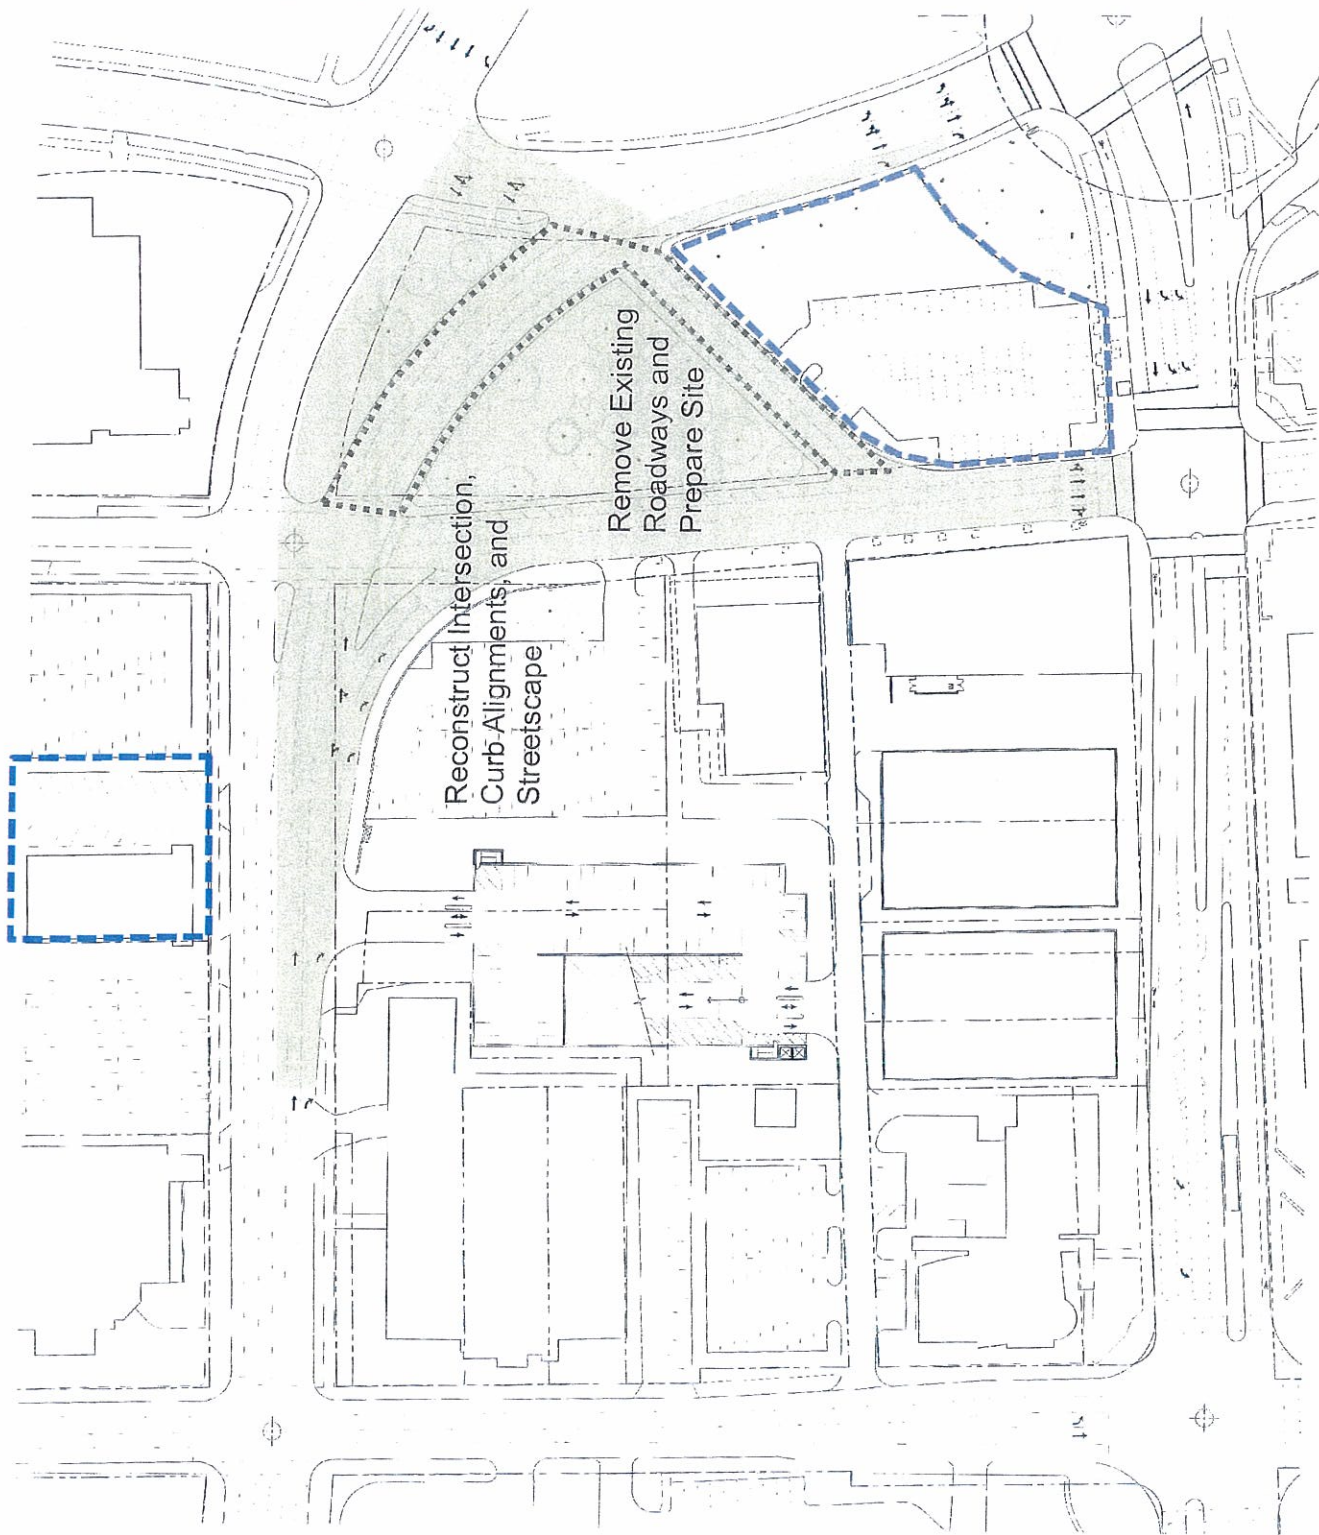 Reconstruct Intersection,
Curb Alignments, and
Streetscape
Remove Existing
Roadways and
Prepare Site